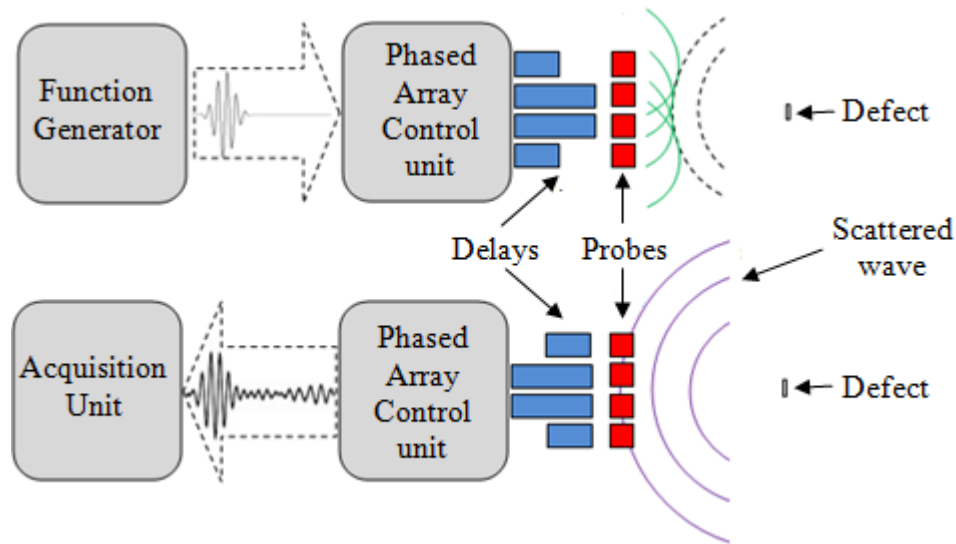 Function
Generator
Phased
Array
Control
unit
Defect
Delays
Probes
Scattered
wave
Acquisition
Unit
Phased
Array
Control
unit
Defect